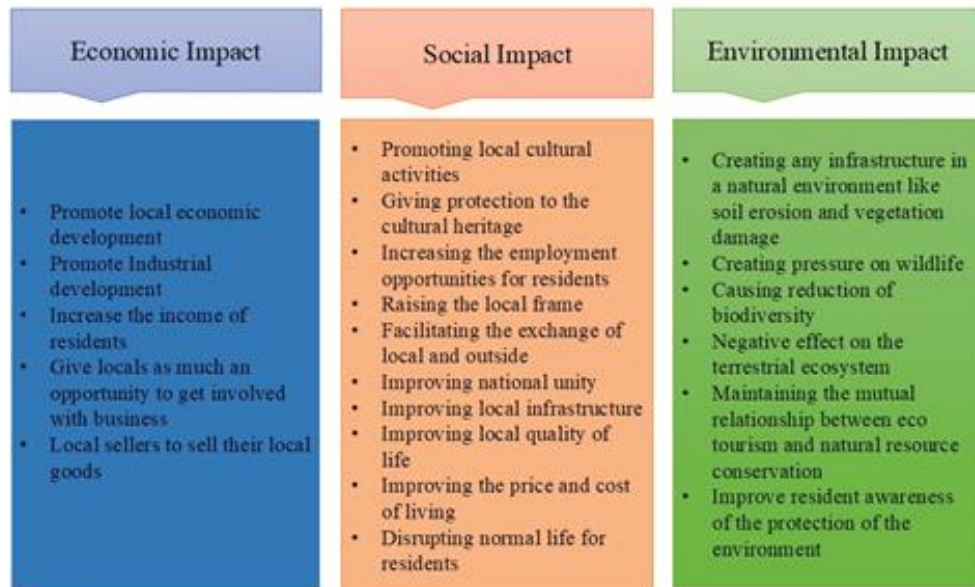 Economic Impact
Promote local economic
development
Promote Industrial
development
Increase the income of
residents
Give locals as much an
opportunity to get involved
with business
Local sellers to sell their local
goods
Social Impact
Promoting local cultural
activities
Giving protection to the
cultural heritage
Increasing the employment
opportunities for residents
Raising the local frame
Facilitating the exchange of
local and outside
Improving national unity
Improving local infrastructure
Improving local quality of
life
Improving the price and cost
of living
Disrupting normal life for
residents
Environmental Impact
Creating any infrastructure in
a natural environment like
soil erosion and vegetation
damage
Creating pressure on wildlife
Causing reduction of
biodiversity
Negative effect on the
terrestrial ecosystem
Maintaining the mutual
relationship between eco
tourism and natural resource
conservation
Improve resident awareness
of the protection of the
environment